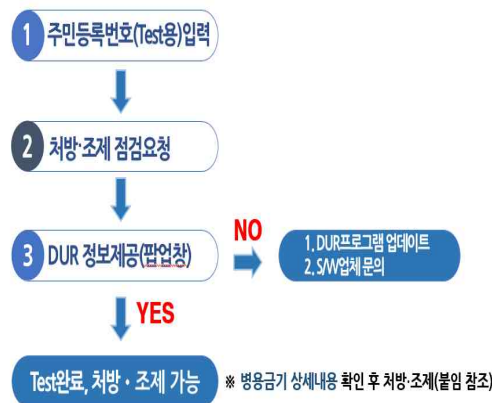 1 주민등록번호(Test용)입력
2 처방·조제 점검요청
3 DUR 정보제공(팝업창)
NO
1. DUR프로그램 업데이트
2. S/W업체 문의
YES
Test완료, 처방·조제 가능
※ 병용금기 상세내용 확인 후 처방·조제(붙임 참조)